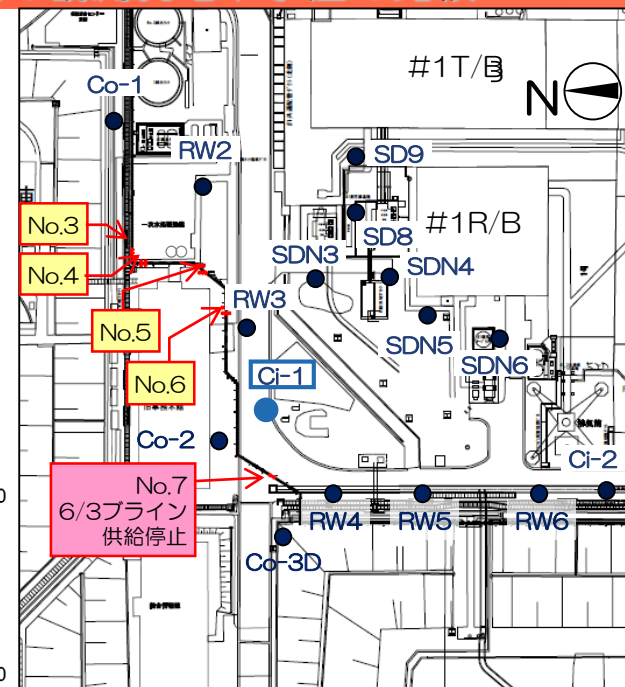 Co-1
#1T/B
N
RW2
SD9
No.3
SD8
#1R/B
No.4
SDN3
SDN4
No.5
RW3
SDN5
SDN6
No.6
Ci-1
Co-2
Ci-2
No.7
6/3ブライン
供給停止
RW4
RW5
RW6
Co-3D